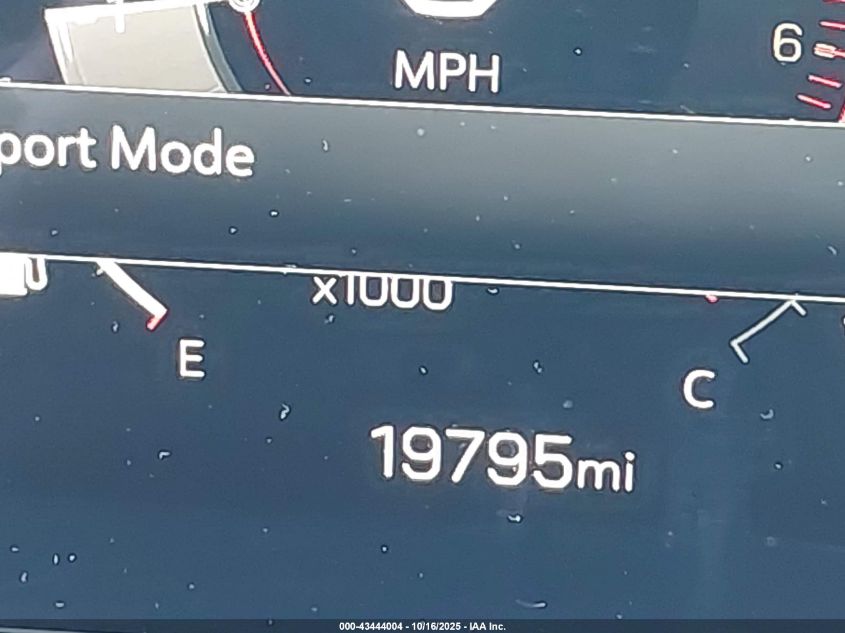 MPH
6
port Mode
x1000
E
C
19795mi
000-43444004 - 10/16/2025 - IAA Inc.